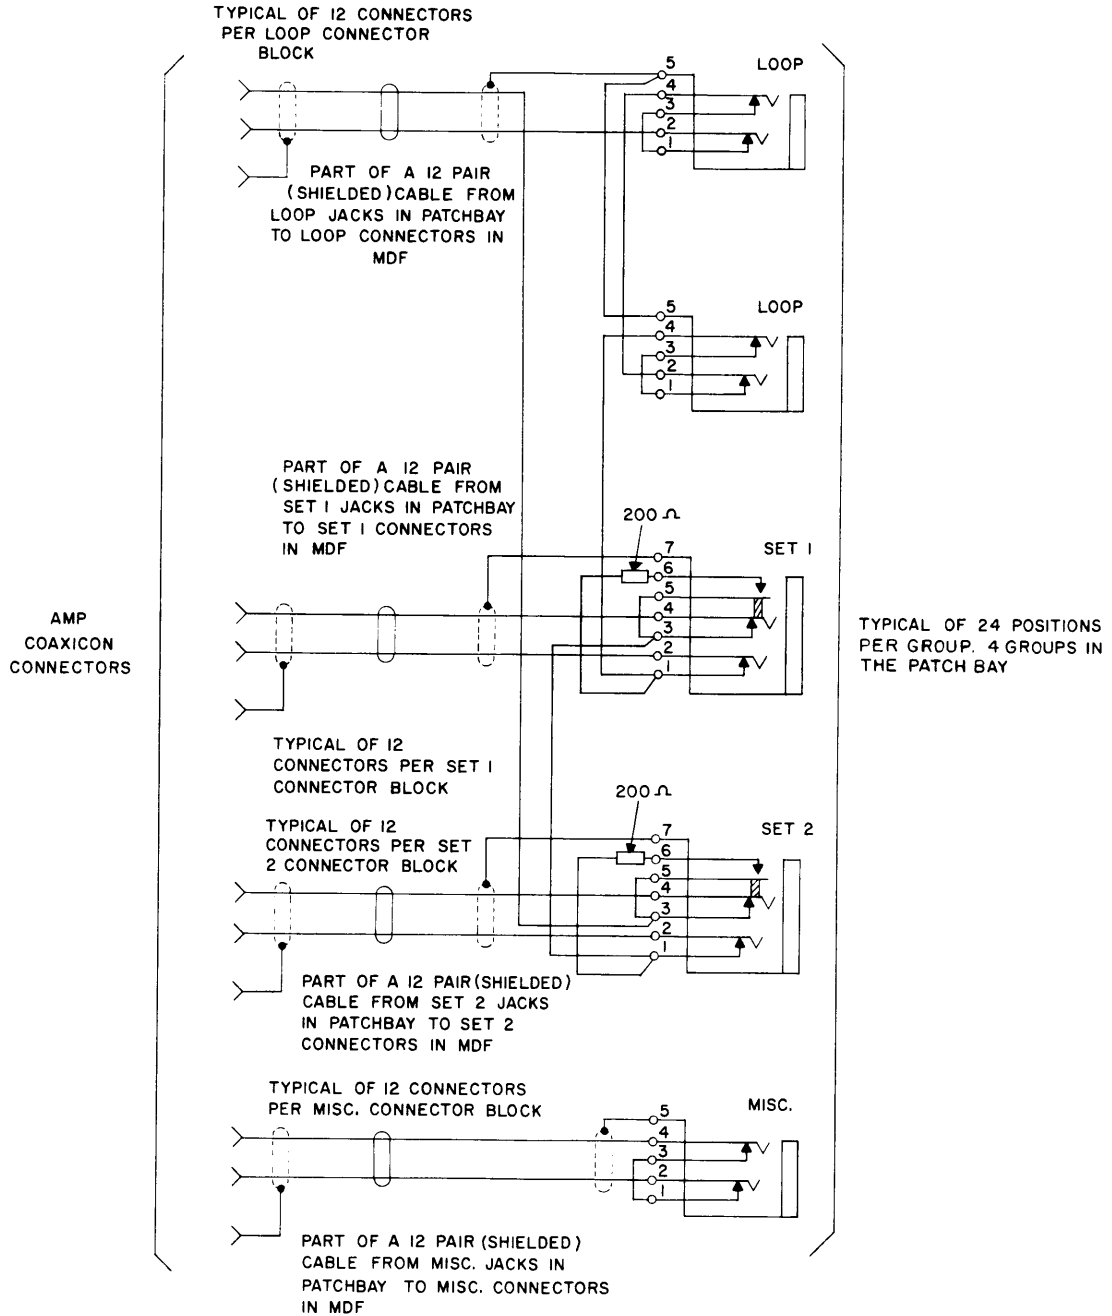 TYPICAL OF 12 CONNECTORS
PER LOOP CONNECTOR
BLOCK
5
4
3
2
1
LOOP
PART OF A 12 PAIR
(SHIELDED) CABLE FROM
LOOP JACKS IN PATCHBAY
TO LOOP CONNECTORS IN
MDF
5
4
3
2
1
LOOP
PART OF A 12 PAIR
(SHIELDED) CABLE FROM
SET 1 JACKS IN PATCHBAY
TO SET 1 CONNECTORS
IN MDF
200 Ω
7
6
5
4
3
2
1
SET 1
AMP
COAXICON
CONNECTORS
TYPICAL OF 24 POSITIONS
PER GROUP. 4 GROUPS IN
THE PATCH BAY
TYPICAL OF 12
CONNECTORS PER SET 1
CONNECTOR BLOCK
TYPICAL OF 12
CONNECTORS PER SET
2 CONNECTOR BLOCK
200 Ω
7
6
5
4
3
2
1
SET 2
PART OF A 12 PAIR (SHIELDED)
CABLE FROM SET 2 JACKS
IN PATCHBAY TO SET 2
CONNECTORS IN MDF
TYPICAL OF 12 CONNECTORS
PER MISC. CONNECTOR BLOCK
5
4
3
2
1
MISC.
PART OF A 12 PAIR (SHIELDED)
CABLE FROM MISC. JACKS IN
PATCHBAY TO MISC. CONNECTORS
IN MDF